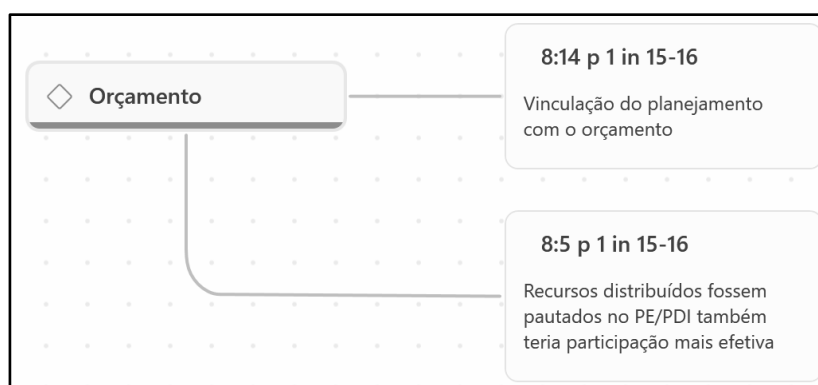 Orçamento
8:14 p 1 in 15-16
Vinculação do planejamento
com o orçamento
8:5 p 1 in 15-16
Recursos distribuídos fossem
pautados no PE/PDI também
teria participação mais efetiva